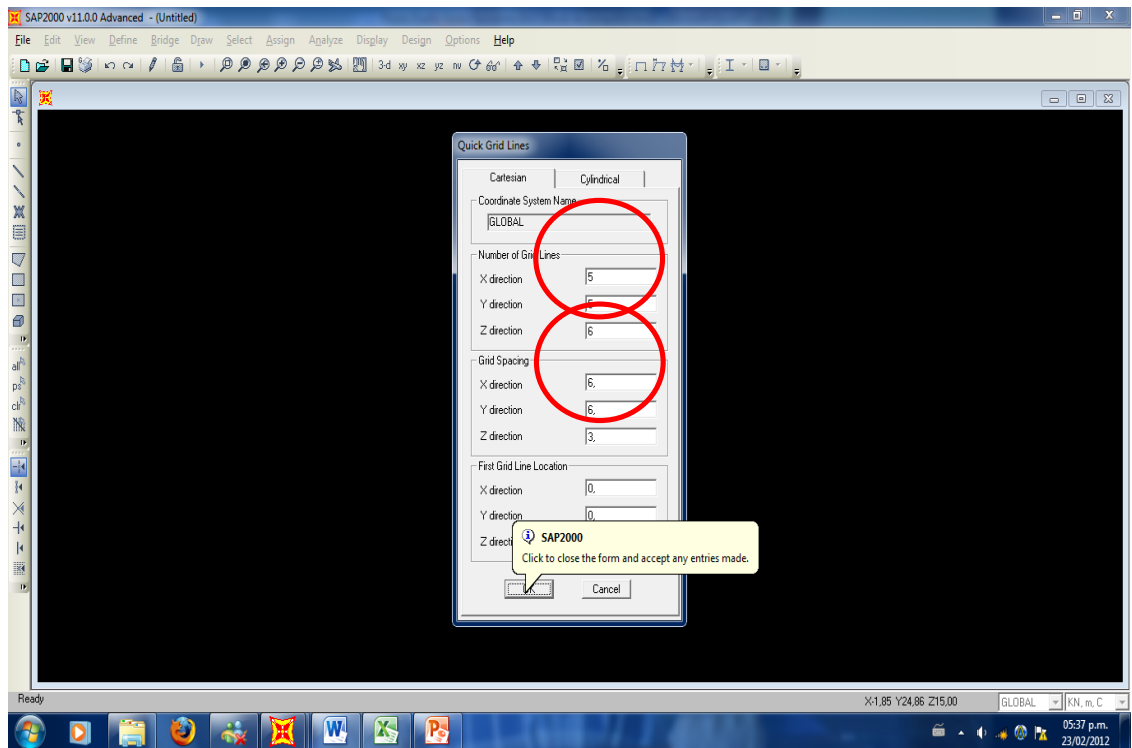 SAP2000 v11.0.0 Advanced - (Untitled)
File Edit View Define Bridge Draw Select Assign Analyze Display Design Options Help
3-d xy xz yz nv
Quick Grid Lines
Cartesian Cylindrical
Coordinate System Name
GLOBAL
Number of Grid Lines
X direction 5
Y direction 5
Z direction 6
Grid Spacing
X direction 6,
Y direction 6,
Z direction 3,
First Grid Line Location
X direction 0,
Y direction 0,
Z
SAP2000
Click to close the form and accept any entries made.
Cancel
all
ps
clr
Ready X-1,85 Y24,86 Z15,00 GLOBAL KN, m, C
05:37 p.m.
23/02/2012